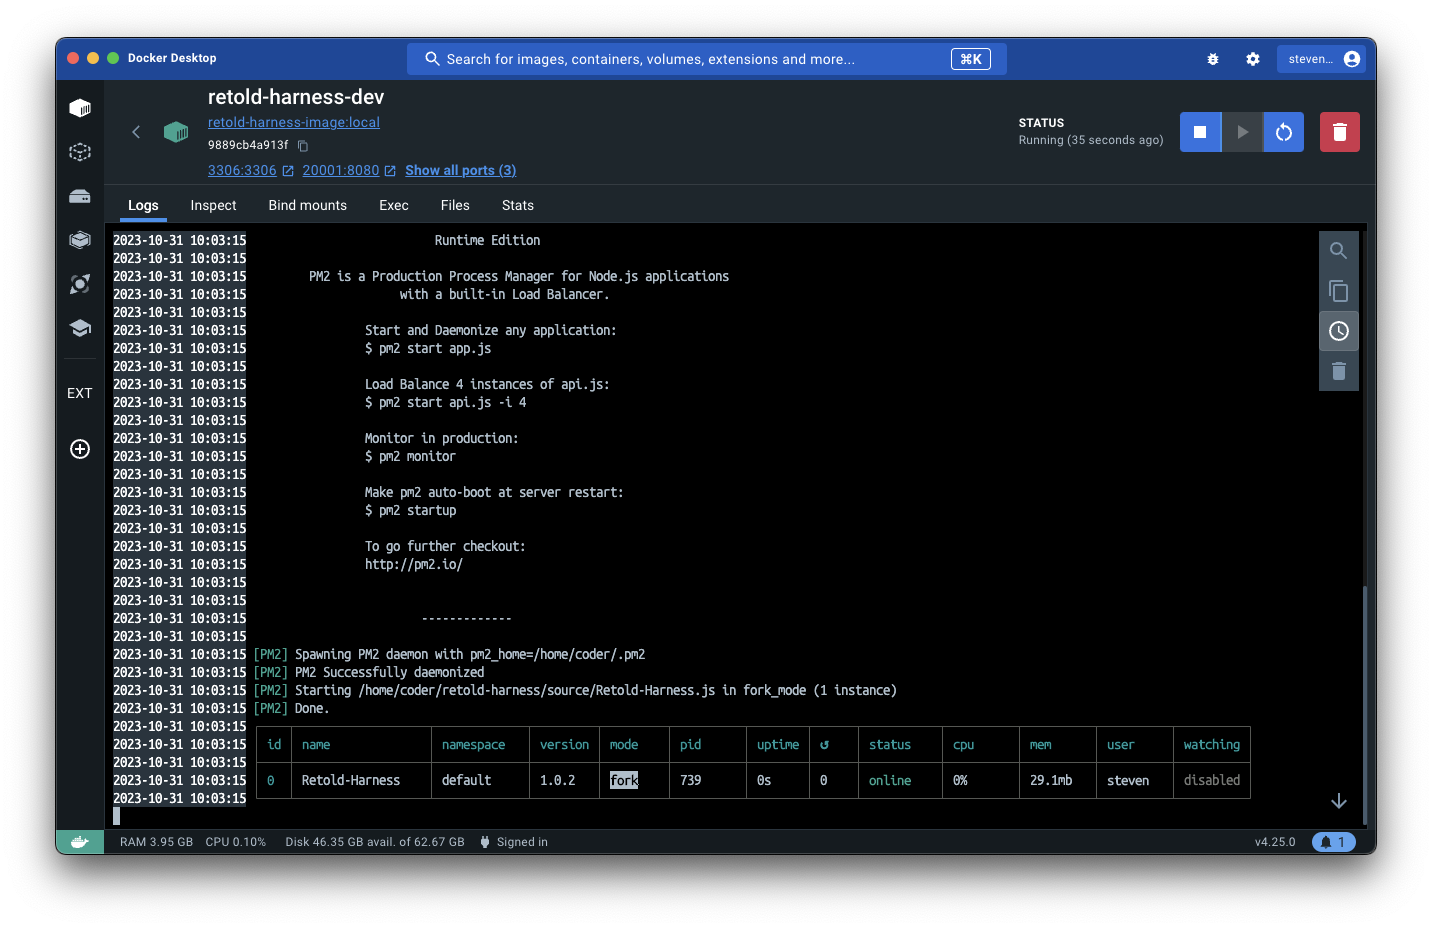 Docker Desktop
Search for images, containers, volumes, extensions and more...
⌘K
steven...
retold-harness-dev
retold-harness-image:local
9889cb4a913f
3306:3306 20001:8080 Show all ports (3)
STATUS
Running (35 seconds ago)
Logs Inspect Bind mounts Exec Files Stats
EXT
2023-10-31 10:03:15 Runtime Edition
2023-10-31 10:03:15
2023-10-31 10:03:15 PM2 is a Production Process Manager for Node.js applications
2023-10-31 10:03:15 with a built-in Load Balancer.
2023-10-31 10:03:15
2023-10-31 10:03:15 Start and Daemonize any application:
2023-10-31 10:03:15 $ pm2 start app.js
2023-10-31 10:03:15
2023-10-31 10:03:15 Load Balance 4 instances of api.js:
2023-10-31 10:03:15 $ pm2 start api.js -i 4
2023-10-31 10:03:15
2023-10-31 10:03:15 Monitor in production:
2023-10-31 10:03:15 $ pm2 monitor
2023-10-31 10:03:15
2023-10-31 10:03:15 Make pm2 auto-boot at server restart:
2023-10-31 10:03:15 $ pm2 startup
2023-10-31 10:03:15
2023-10-31 10:03:15 To go further checkout:
2023-10-31 10:03:15 http://pm2.io/
2023-10-31 10:03:15
2023-10-31 10:03:15
2023-10-31 10:03:15 -------------
2023-10-31 10:03:15
2023-10-31 10:03:15 [PM2] Spawning PM2 daemon with pm2_home=/home/coder/.pm2
2023-10-31 10:03:15 [PM2] PM2 Successfully daemonized
2023-10-31 10:03:15 [PM2] Starting /home/coder/retold-harness/source/Retold-Harness.js in fork_mode (1 instance)
2023-10-31 10:03:15 [PM2] Done.
2023-10-31 10:03:15
2023-10-31 10:03:15 id name namespace version mode pid uptime ↺ status cpu mem user watching
2023-10-31 10:03:15
2023-10-31 10:03:15 0 Retold-Harness default 1.0.2 fork 739 0s 0 online 0% 29.1mb steven disabled
2023-10-31 10:03:15
RAM 3.95 GB CPU 0.10% Disk 46.35 GB avail. of 62.67 GB Signed in
v4.25.0
1